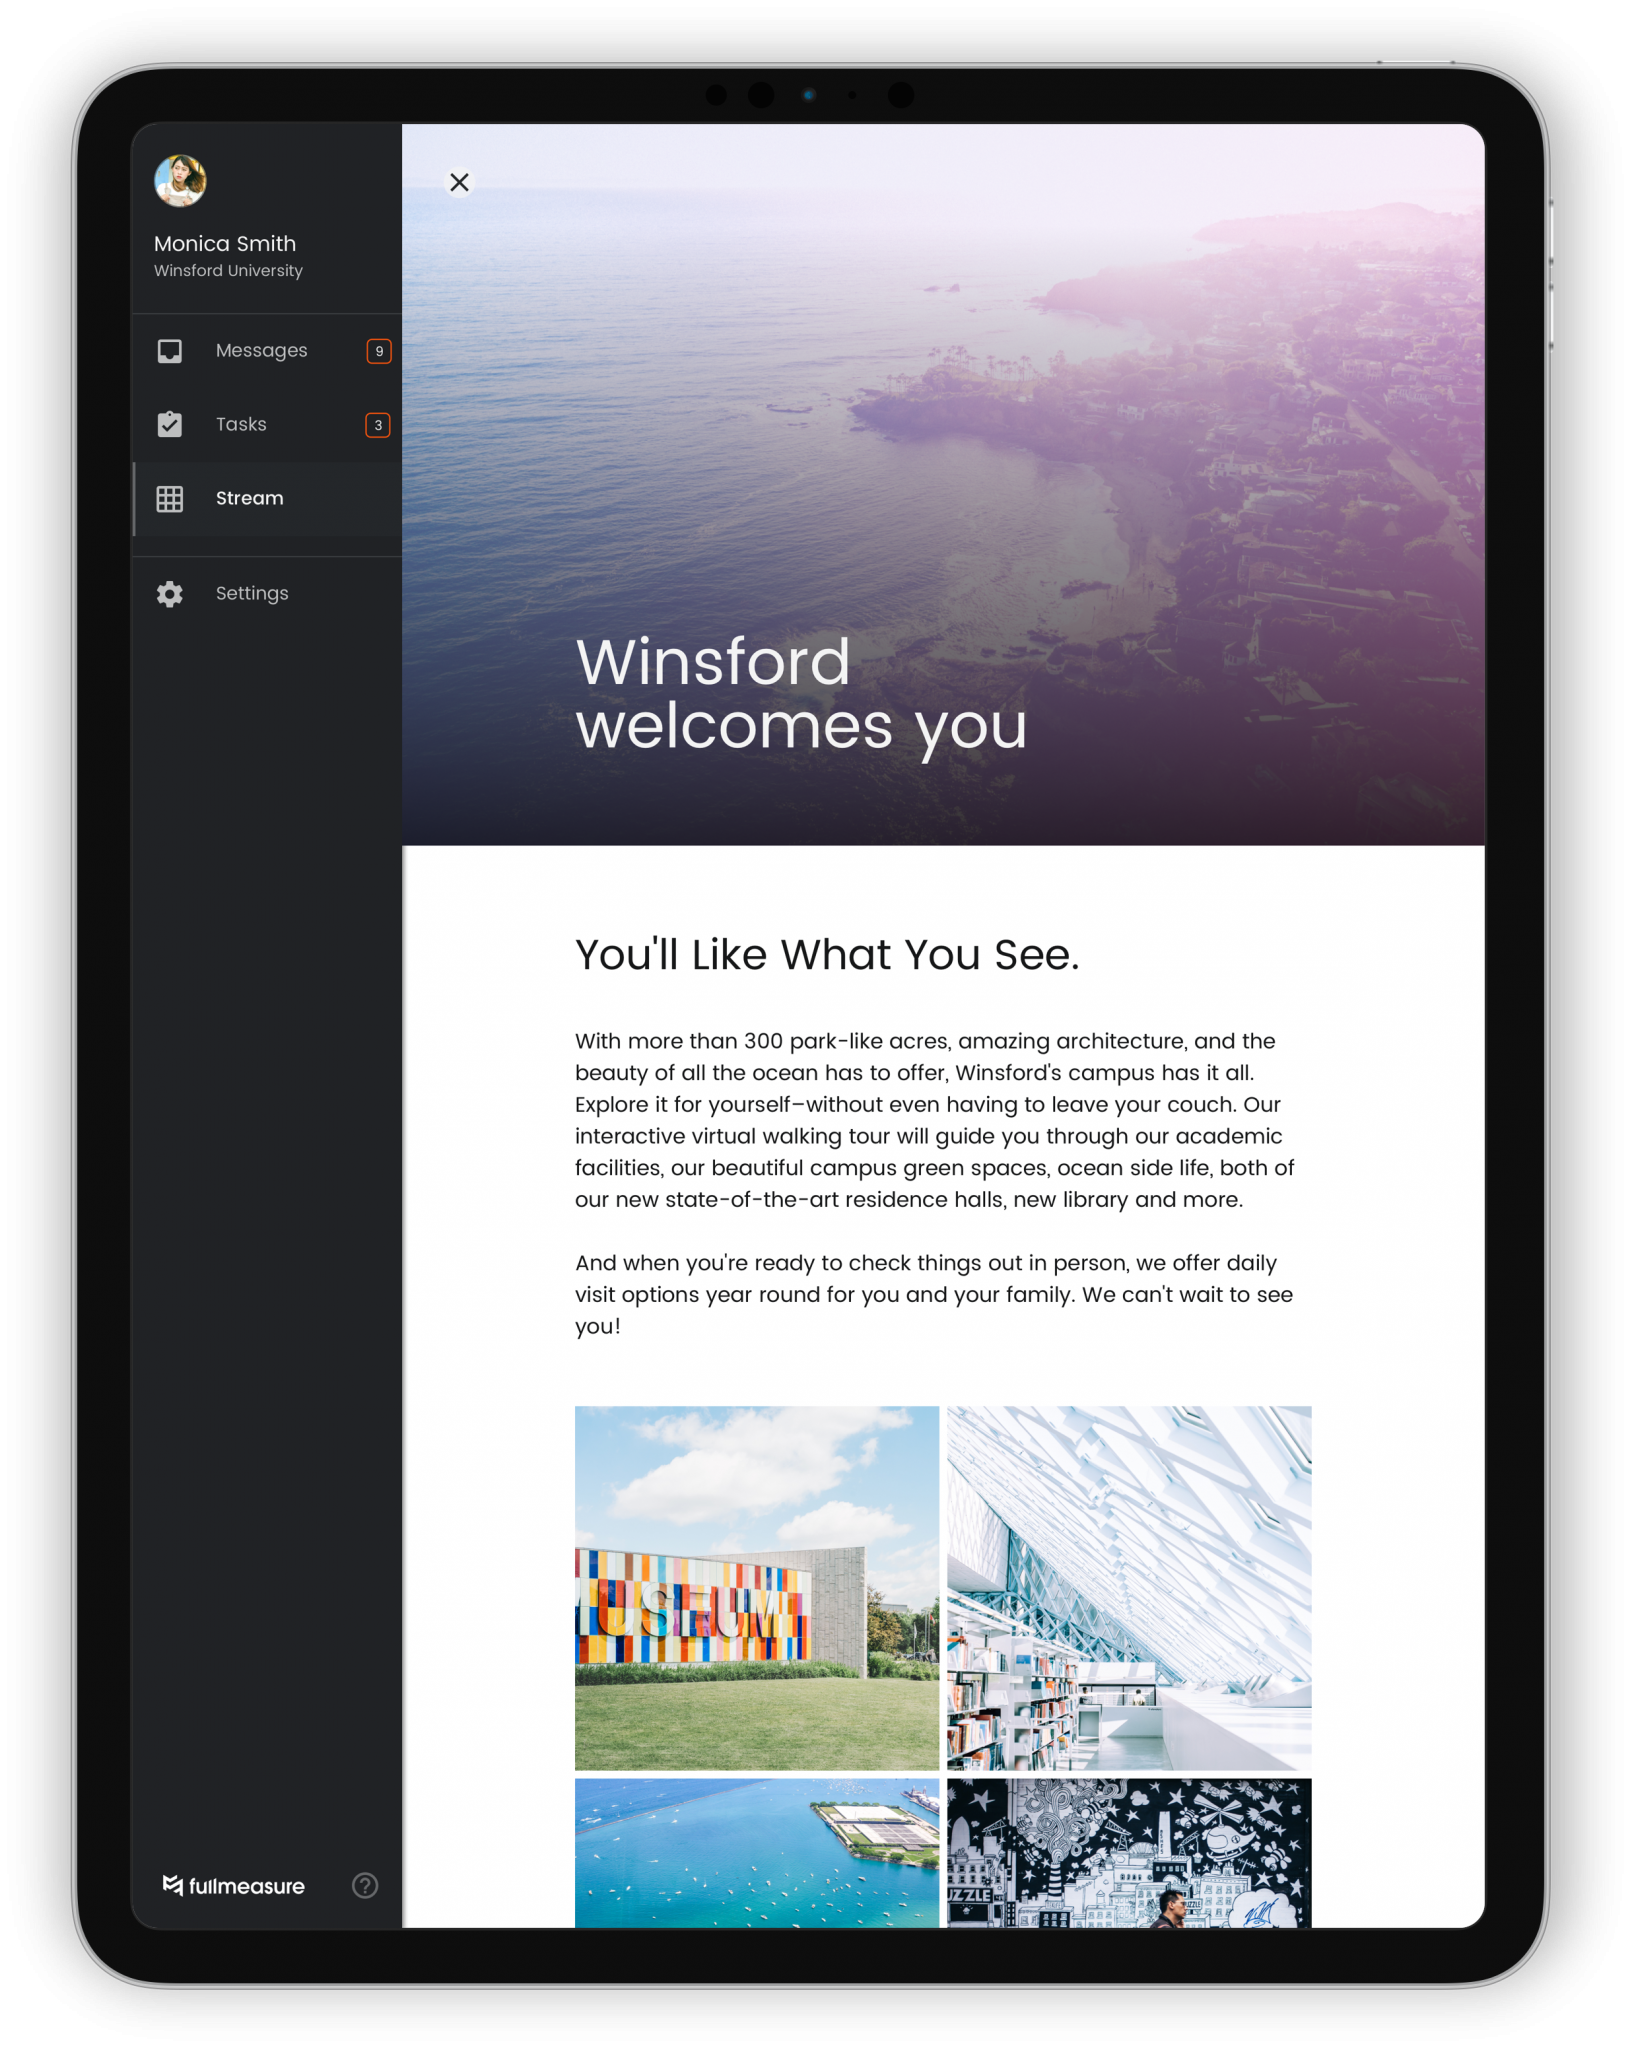 Monica Smith
Winsford University
Messages 9
Tasks 3
Stream
Settings
fullmeasure
?
Winsford
welcomes you
You'll Like What You See.
With more than 300 park-like acres, amazing architecture, and the
beauty of all the ocean has to offer, Winsford's campus has it all.
Explore it for yourself–without even having to leave your couch. Our
interactive virtual walking tour will guide you through our academic
facilities, our beautiful campus green spaces, ocean side life, both of
our new state-of-the-art residence halls, new library and more.
And when you're ready to check things out in person, we offer daily
visit options year round for you and your family. We can't wait to see
you!
MUSEUM
UZZLE